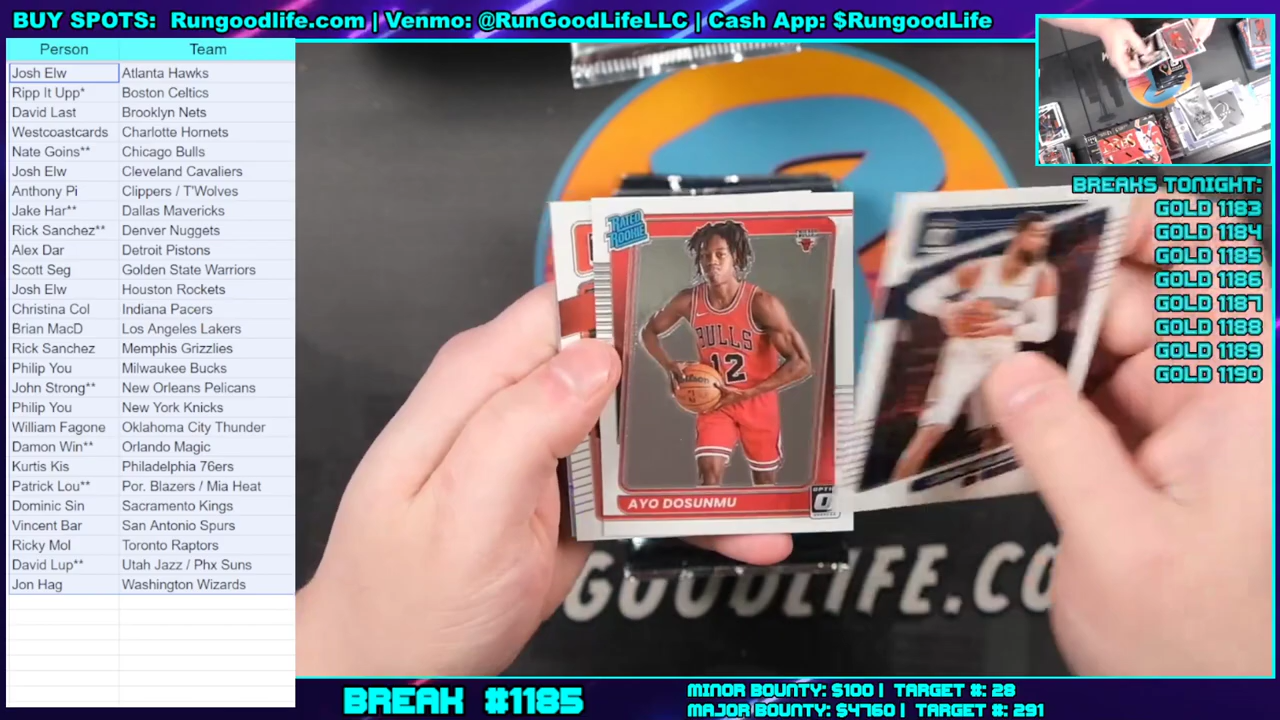 BUY SPOTS: Rungoodlife.com | Venmo: @RunGoodLifeLLC | Cash App: $RungoodLife
Person Team
Josh Elw Atlanta Hawks
Ripp It Upp* Boston Celtics
David Last Brooklyn Nets
Westcoastcards Charlotte Hornets
Nate Goins** Chicago Bulls
Josh Elw Cleveland Cavaliers
Anthony Pi Clippers / T'Wolves
Jake Har** Dallas Mavericks
Rick Sanchez** Denver Nuggets
Alex Dar Detroit Pistons
Scott Seg Golden State Warriors
Josh Elw Houston Rockets
Christina Col Indiana Pacers
Brian MacD Los Angeles Lakers
Rick Sanchez Memphis Grizzlies
Philip You Milwaukee Bucks
John Strong** New Orleans Pelicans
Philip You New York Knicks
William Fagone Oklahoma City Thunder
Damon Win** Orlando Magic
Kurtis Kis Philadelphia 76ers
Patrick Lou** Por. Blazers / Mia Heat
Dominic Sin Sacramento Kings
Vincent Bar San Antonio Spurs
Ricky Mol Toronto Raptors
David Lup** Utah Jazz / Phx Suns
Jon Hag Washington Wizards
RATED
ROOKIE
BULLS
12
Wilson
AYO DOSUNMU
OPTIC
GOODLIFE.CO
BREAKS TONIGHT:
GOLD 1183
GOLD 1184
GOLD 1185
GOLD 1186
GOLD 1187
GOLD 1188
GOLD 1189
GOLD 1190
BREAK #1185
MINOR BOUNTY: $100 | TARGET #: 28
MAJOR BOUNTY: $4760 | TARGET #: 291